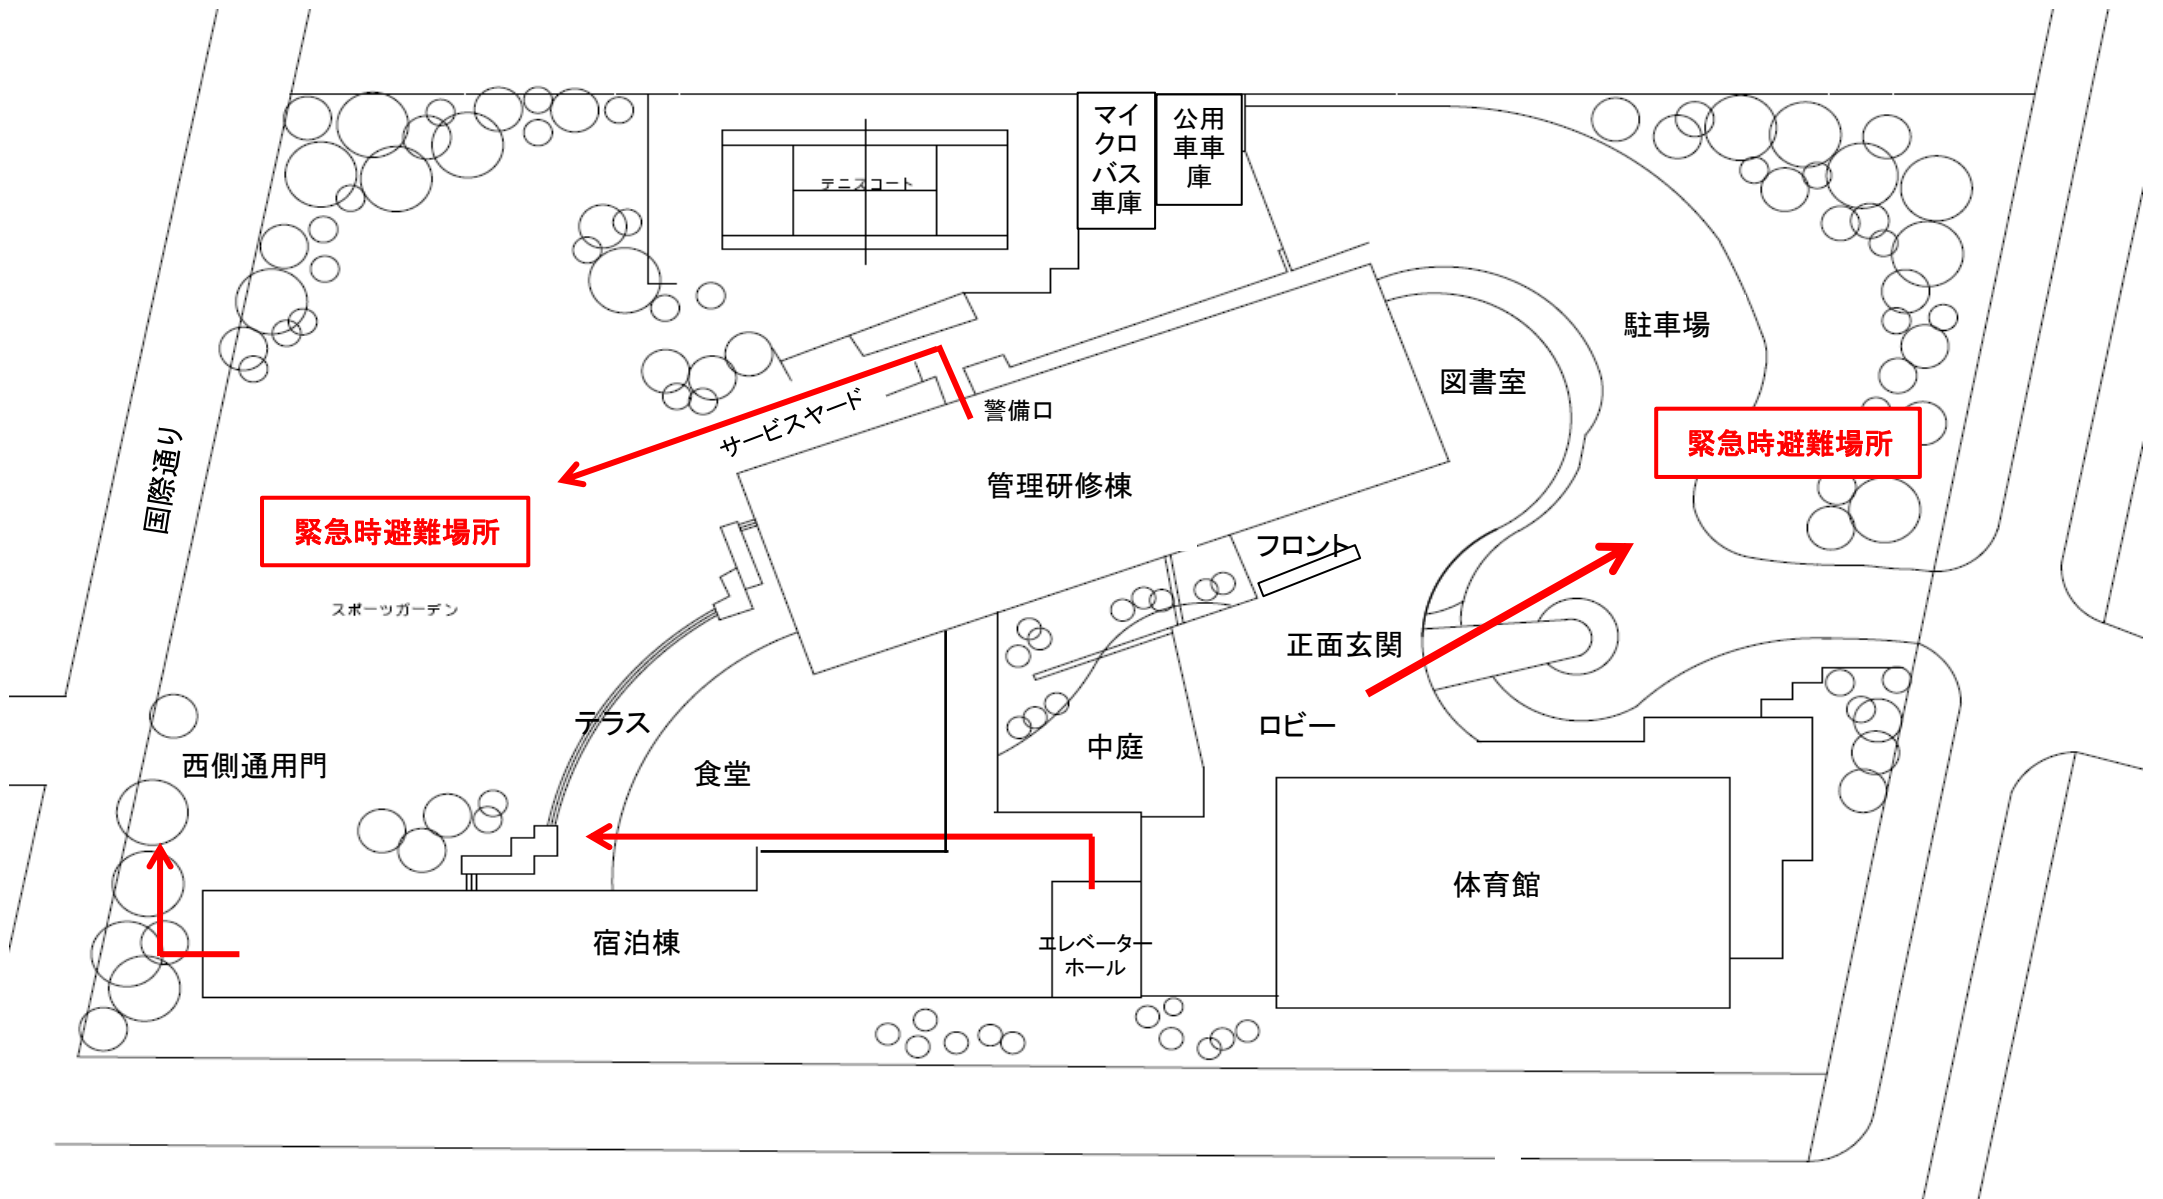 マイ
クロ
バス
車庫
公用
車車
庫
テニスコート
駐車場
図書室
サービスヤード
警備口
緊急時避難場所
国際通り
管理研修棟
緊急時避難場所
フロント
スポーツガーデン
正面玄関
テラス
ロビー
中庭
西側通用門
食堂
体育館
宿泊棟
エレベーター
ホール